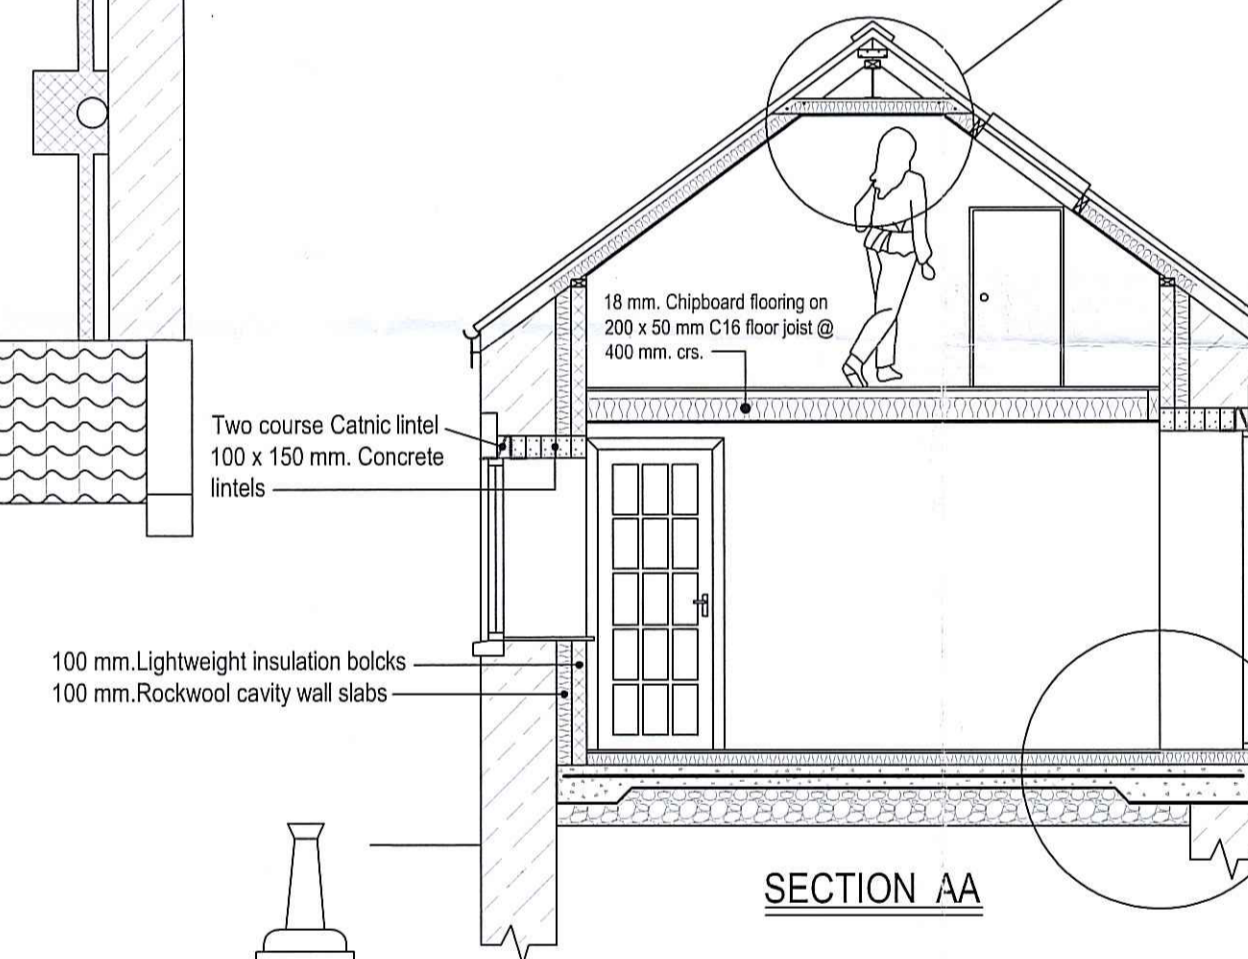 18 mm. Chipboard flooring on
200 x 50 mm C16 floor joist @
400 mm. crs.
Two course Catnic lintel
100 x 150 mm. Concrete
lintels
100 mm.Lightweight insulation bolcks
100 mm.Rockwool cavity wall slabs
SECTION AA